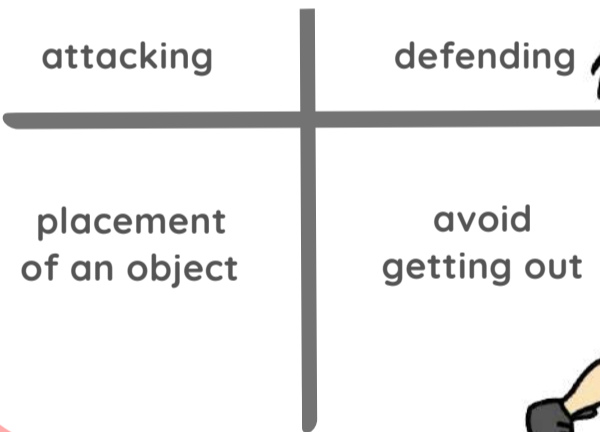 attacking
defending
placement
of an object
avoid
getting out